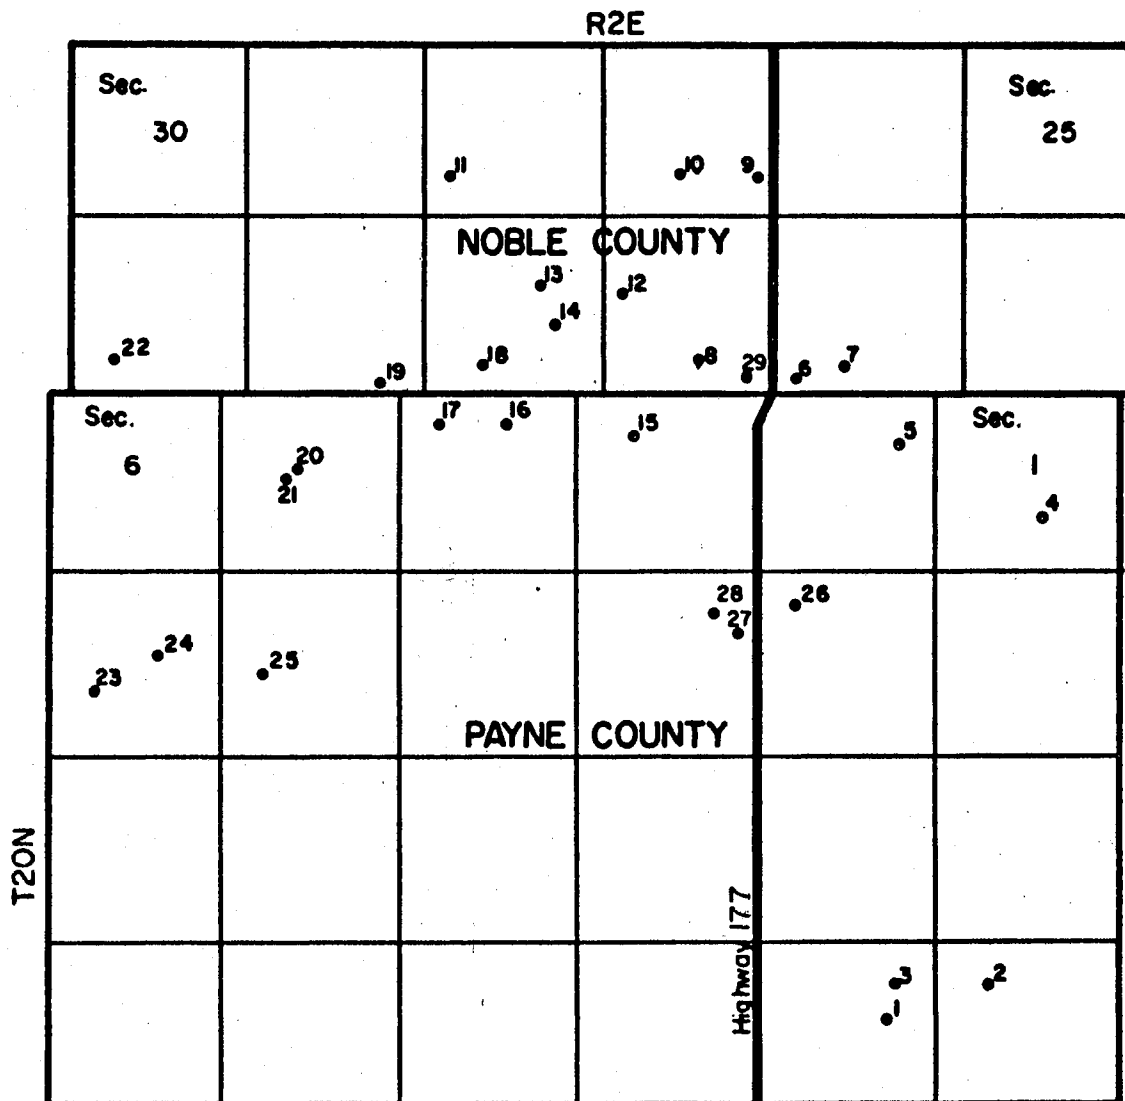 R2E
Sec. Sec.
30 25
11 10 9
NOBLE COUNTY
13 12
14
22 18 8 29 7
19 6
Sec. 17 16 15 Sec.
5
6 20 1
21 4
28 26
27
24 25
23
PAYNE COUNTY
T20N
Highway 177
3 2
1